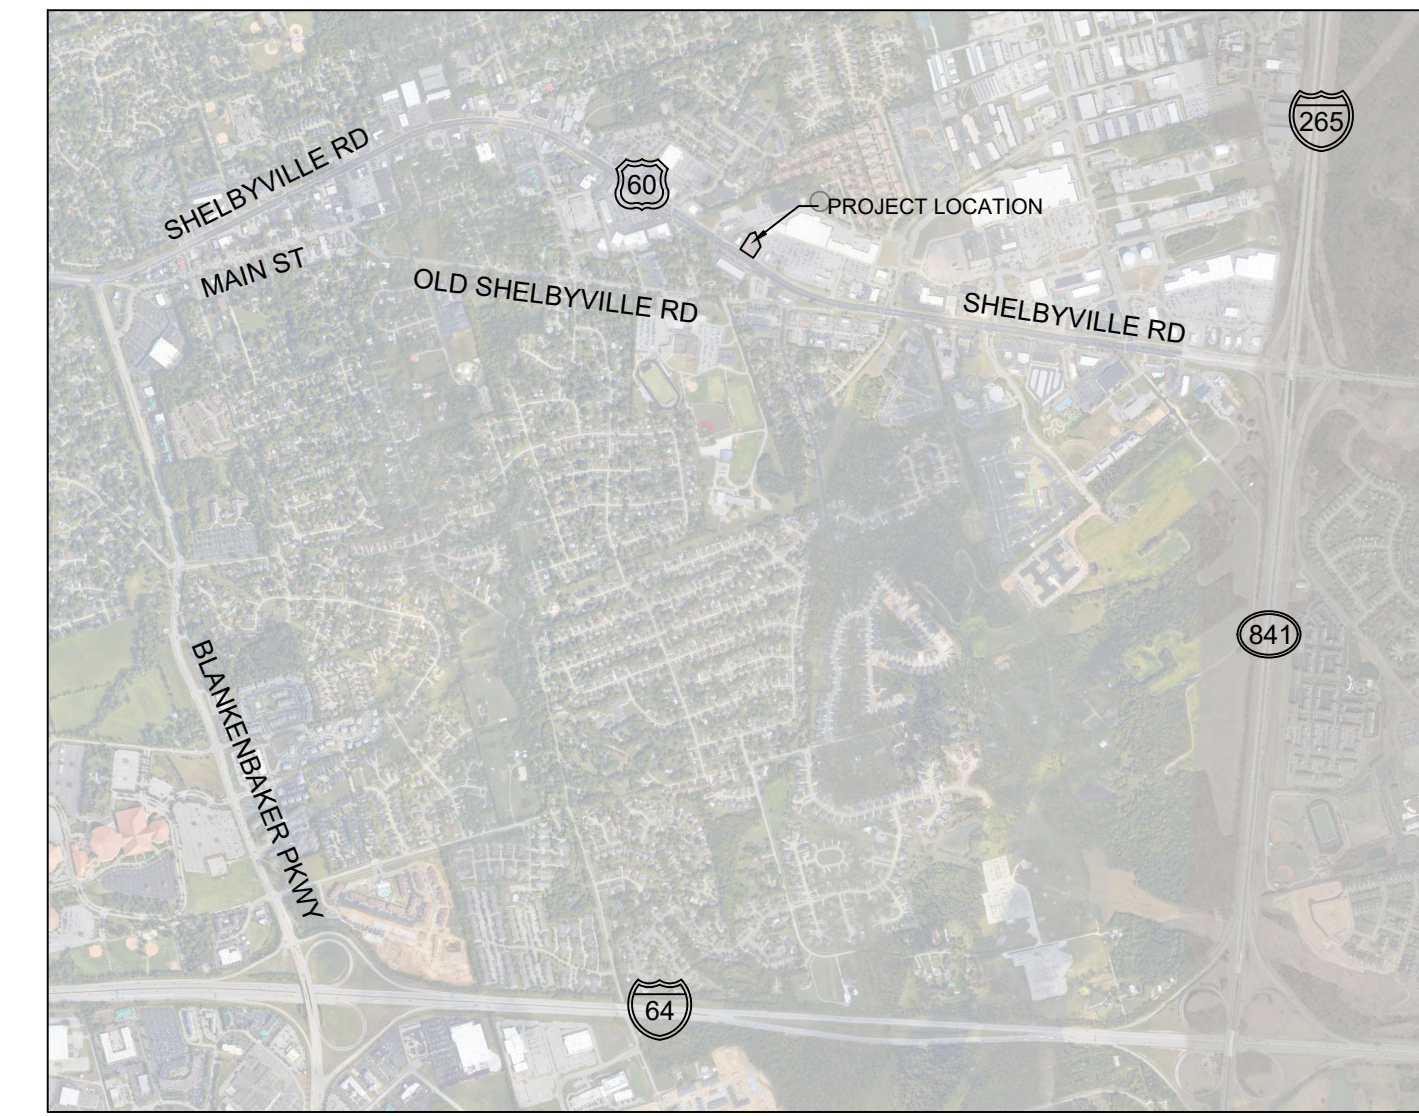 265
SHELBYVILLE RD
60
PROJECT LOCATION
MAIN ST
OLD SHELBYVILLE RD
SHELBYVILLE RD
841
BLANKENBAKER PKWY
64